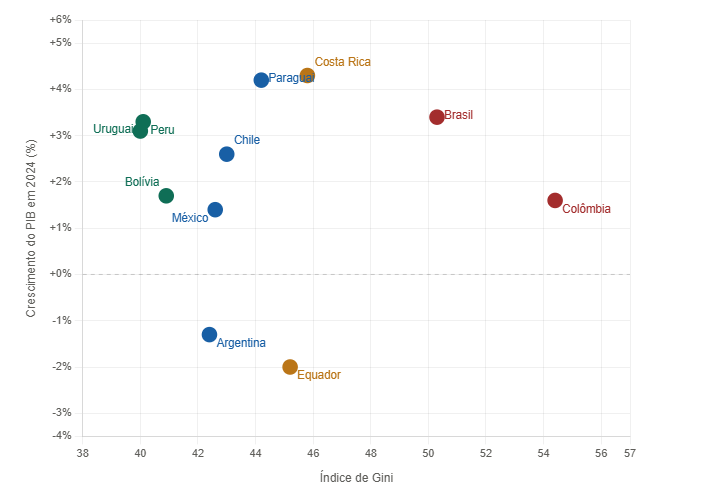 +6%
+5%
+4%
+3%
+2%
+1%
+0%
-1%
-2%
-3%
-4%
Crescimento do PIB em 2024 (%)
Costa Rica
Paraguai
Brasil
Uruguai
Peru
Chile
Bolívia
México
Colômbia
Argentina
Equador
38
40
42
44
46
48
50
52
54
56
57
Índice de Gini